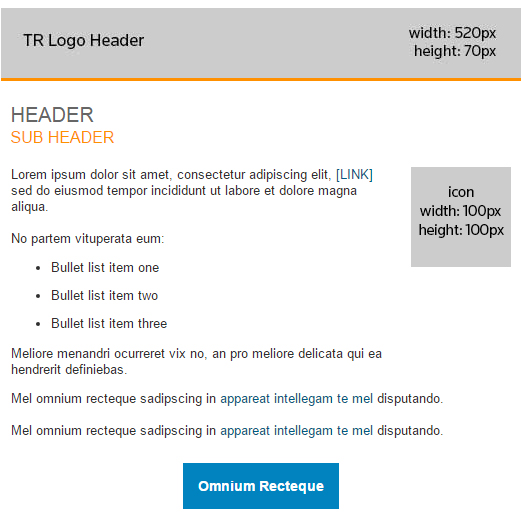 TR Logo Header
width: 520px
height: 70px
HEADER
SUB HEADER
Lorem ipsum dolor sit amet, consectetur adipiscing elit, [LINK]
sed do eiusmod tempor incididunt ut labore et dolore magna
aliqua.
icon
width: 100px
height: 100px
No partem vituperata eum:
• Bullet list item one
• Bullet list item two
• Bullet list item three
Meliore menandri ocurreret vix no, an pro meliore delicata qui ea
hendrerit definiebas.
Mel omnium recteque sadipscing in appareat intellegam te mel disputando.
Mel omnium recteque sadipscing in appareat intellegam te mel disputando.
Omnium Recteque